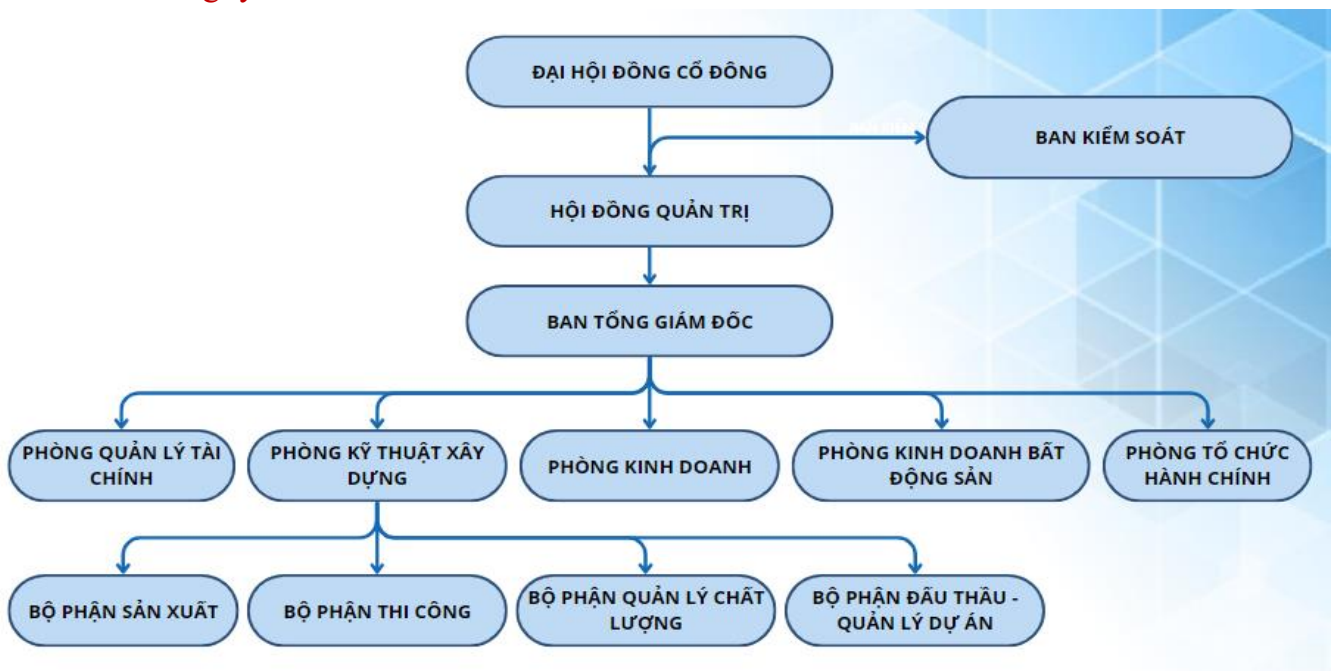 ĐẠI HỘI ĐỒNG CỔ ĐÔNG
BAN KIỂM SOÁT
HỘI ĐỒNG QUẢN TRỊ
BAN TỔNG GIÁM ĐỐC
PHÒNG QUẢN LÝ TÀI
CHÍNH
PHÒNG KỸ THUẬT XÂY
DỰNG
PHÒNG KINH DOANH
PHÒNG KINH DOANH BẤT
ĐỘNG SẢN
PHÒNG TỔ CHỨC
HÀNH CHÍNH
BỘ PHẬN SẢN XUẤT
BỘ PHẬN THI CÔNG
BỘ PHẬN QUẢN LÝ CHẤT
LƯỢNG
BỘ PHẬN ĐẤU THẦU -
QUẢN LÝ DỰ ÁN